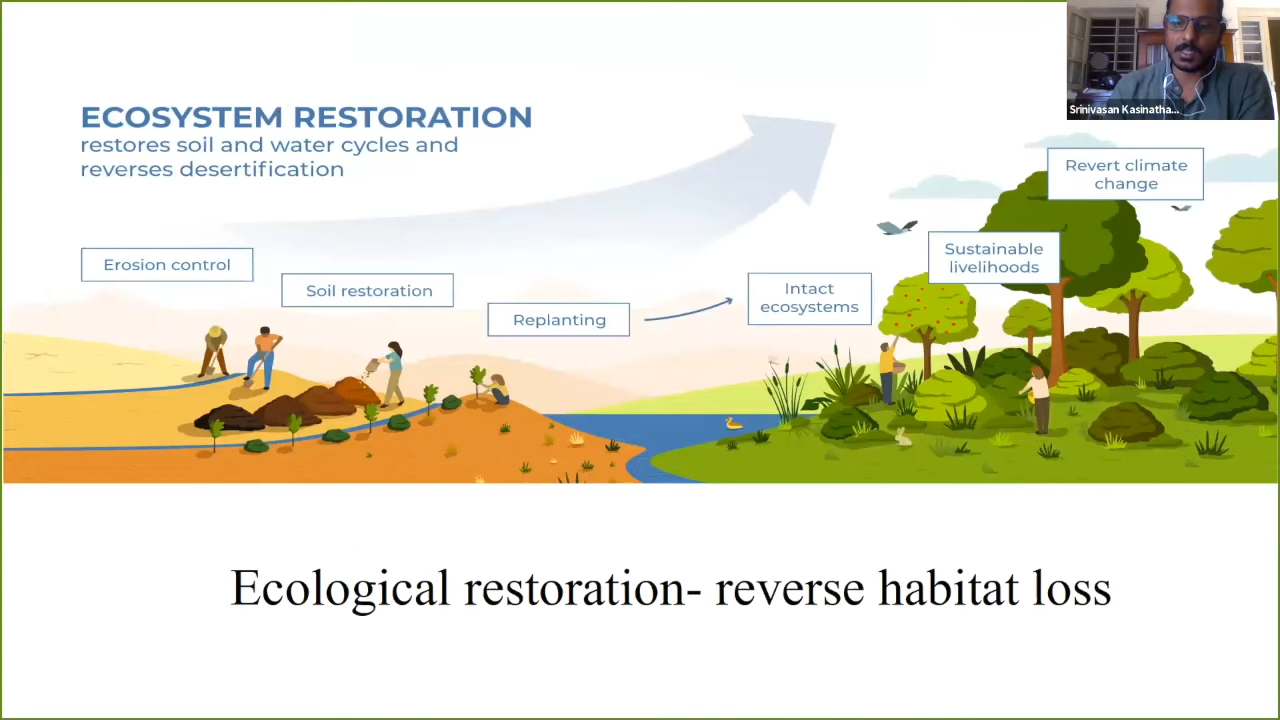 Srinivasan Kasinatha...
ECOSYSTEM RESTORATION
restores soil and water cycles and
reverses desertification
Revert climate
change
Sustainable
livelihoods
Erosion control
Soil restoration
Replanting
Intact
ecosystems
Ecological restoration- reverse habitat loss